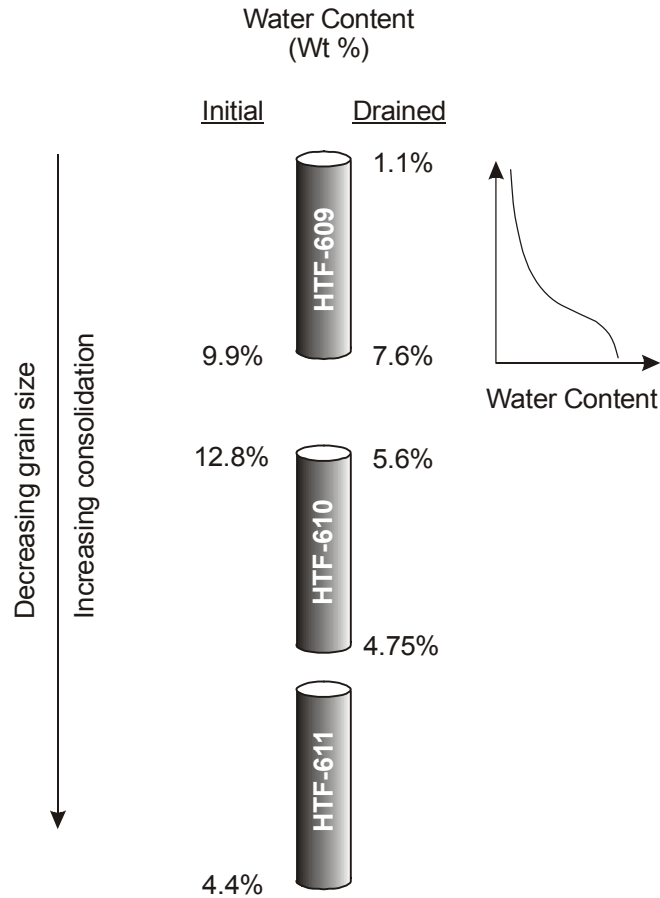 Water Content
(Wt %)
Initial
Drained
1.1%
HTF-609
9.9%
7.6%
Water Content
12.8%
5.6%
HTF-610
4.75%
HTF-611
4.4%
Decreasing grain size
Increasing consolidation